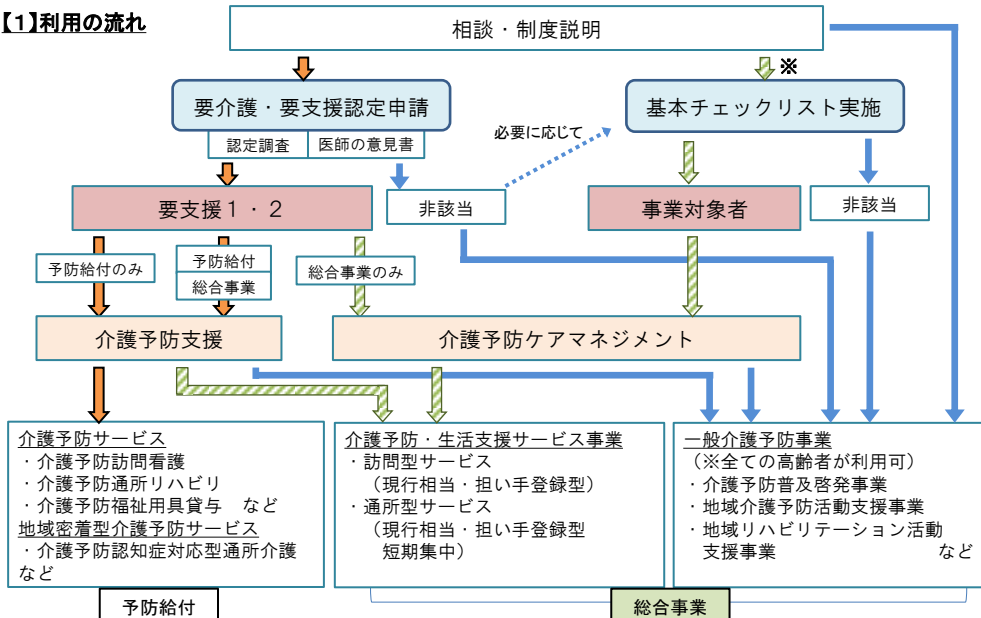 【1】利用の流れ
相談・制度説明
※
要介護・要支援認定申請
基本チェックリスト実施
認定調査
医師の意見書
必要に応じて
要支援1・2
非該当
事業対象者
非該当
予防給付のみ
予防給付
総合事業
総合事業のみ
介護予防支援
介護予防ケアマネジメント
介護予防サービス
・介護予防訪問看護
・介護予防通所リハビリ
・介護予防福祉用具貸与 など
地域密着型介護予防サービス
・介護予防認知症対応型通所介護
など
介護予防・生活支援サービス事業
・訪問型サービス
（現行相当・担い手登録型）
・通所型サービス
（現行相当・担い手登録型
短期集中）
一般介護予防事業
（※全ての高齢者が利用可）
・介護予防普及啓発事業
・地域介護予防活動支援事業
・地域リハビリテーション活動
支援事業 など
予防給付
総合事業